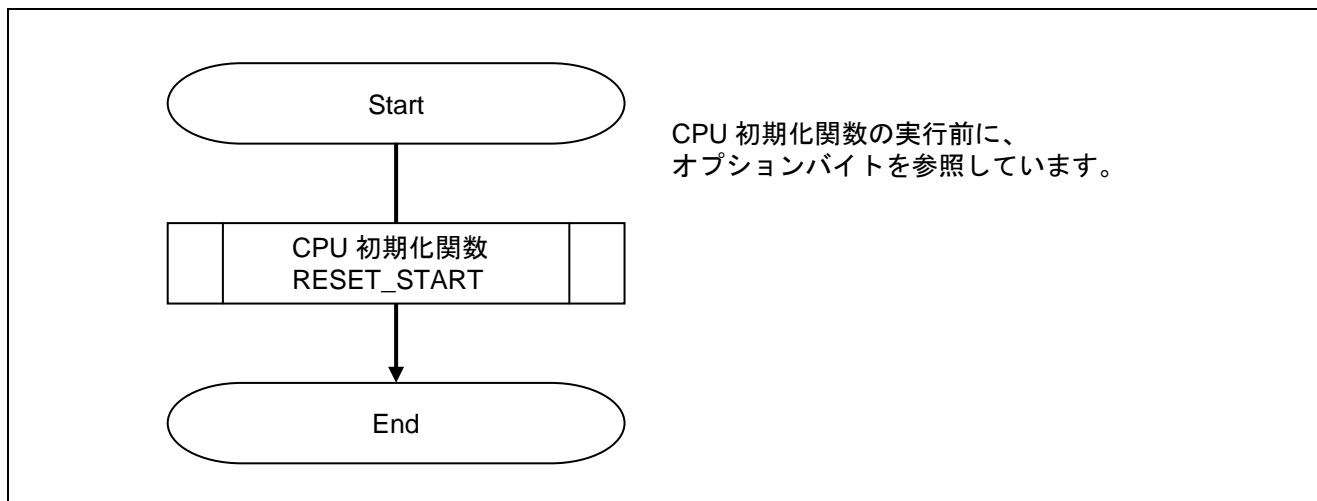 Start
CPU 初期化関数の実行前に、
オプションバイトを参照しています。
CPU 初期化関数
RESET_START
End